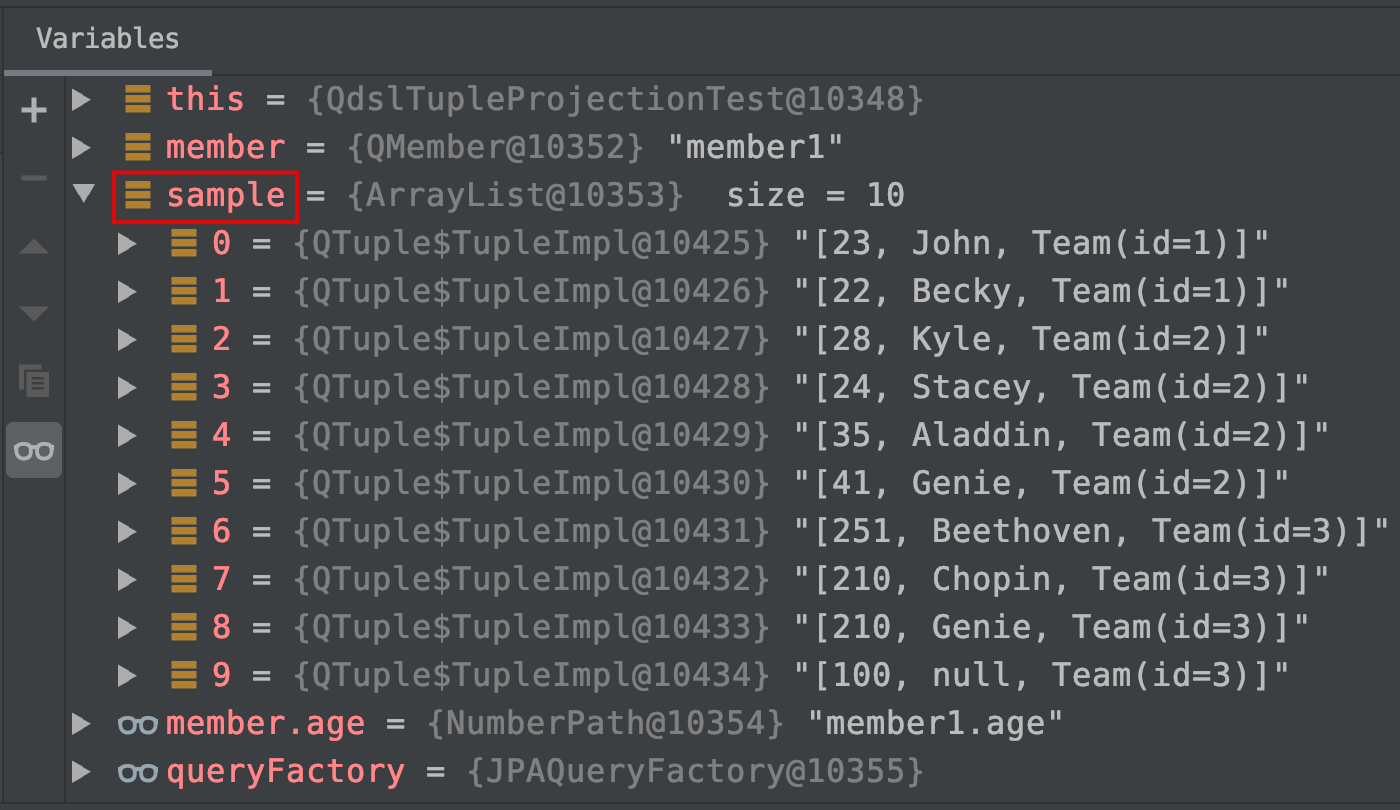 Variables
this = {QdslTupleProjectionTest@10348}
member = {QMember@10352} "member1"
sample = {ArrayList@10353} size = 10
0 = {QTuple$TupleImpl@10425} "[23, John, Team(id=1)]"
1 = {QTuple$TupleImpl@10426} "[22, Becky, Team(id=1)]"
2 = {QTuple$TupleImpl@10427} "[28, Kyle, Team(id=2)]"
3 = {QTuple$TupleImpl@10428} "[24, Stacey, Team(id=2)]"
4 = {QTuple$TupleImpl@10429} "[35, Aladdin, Team(id=2)]"
5 = {QTuple$TupleImpl@10430} "[41, Genie, Team(id=2)]"
6 = {QTuple$TupleImpl@10431} "[251, Beethoven, Team(id=3)]"
7 = {QTuple$TupleImpl@10432} "[210, Chopin, Team(id=3)]"
8 = {QTuple$TupleImpl@10433} "[210, Genie, Team(id=3)]"
9 = {QTuple$TupleImpl@10434} "[100, null, Team(id=3)]"
member.age = {NumberPath@10354} "member1.age"
queryFactory = {JPAQueryFactory@10355}